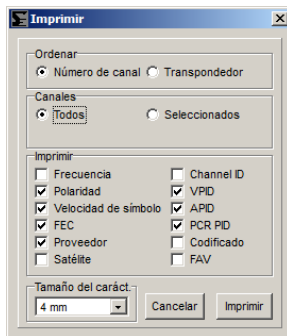 Imprimir
Ordenar
Número de canal Transpondedor
Canales
Todos Seleccionados
Imprimir
Frecuencia Channel ID
Polaridad VPID
Velocidad de símbolo APID
FEC PCR PID
Proveedor Codificado
Satélite FAV
Tamaño del caráct.
4 mm Cancelar Imprimir